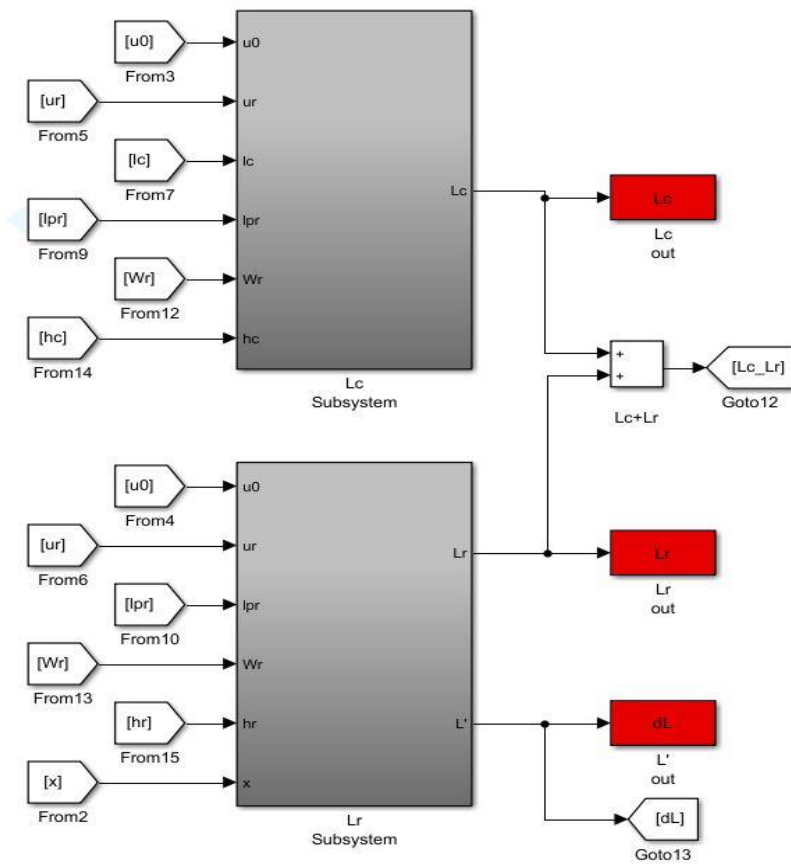 [u0]
u0
From3
[ur]
ur
From5
[lc]
lc
From7
[lpr]
lpr
From9
[Wr]
Wr
From12
[hc]
hc
From14
Lc
Lc
Subsystem
Lc
Lc
out
+
+
Lc+Lr
[Lc_Lr]
Goto12
[u0]
u0
From4
[ur]
ur
From6
[lpr]
lpr
From10
[Wr]
Wr
From13
[hr]
hr
From15
[x]
x
From2
Lr
L'
Lr
Subsystem
Lr
Lr
out
dL
L'
out
[dL]
Goto13